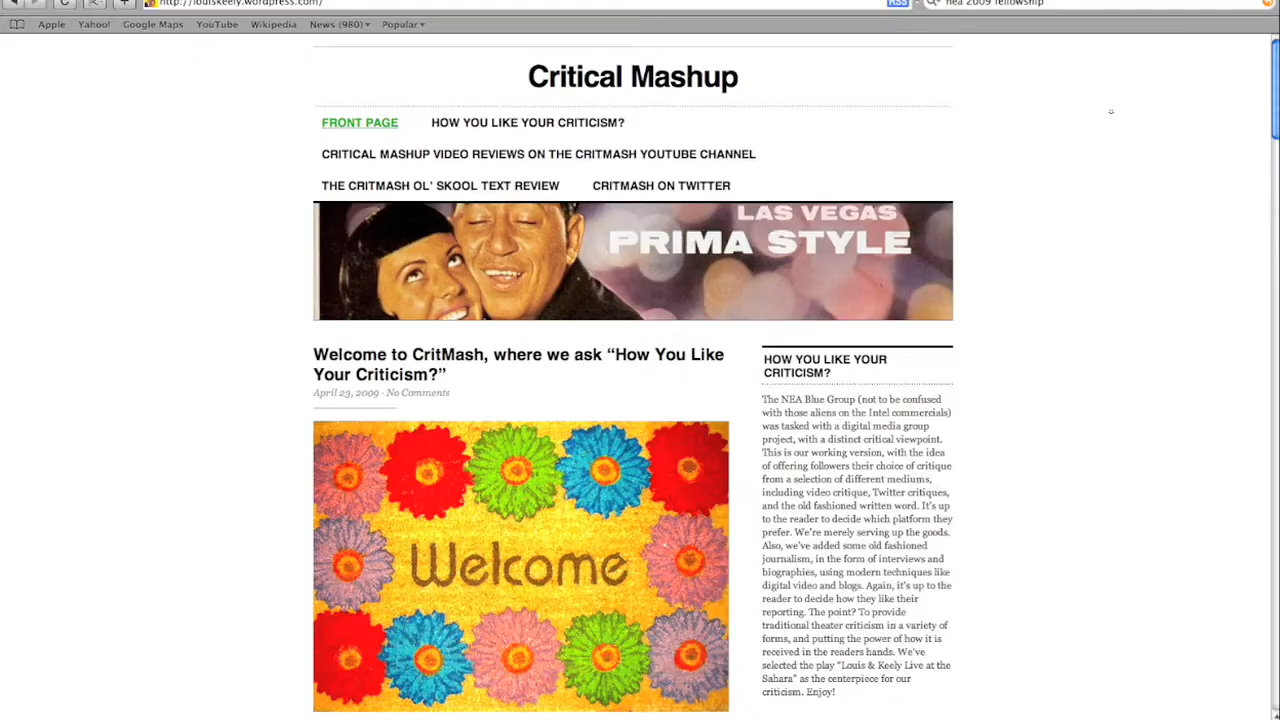 http://louiskeely.wordpress.com/
RSS
nea 2009 fellowship
Apple Yahoo! Google Maps YouTube Wikipedia News (980) Popular
Critical Mashup
FRONT PAGE HOW YOU LIKE YOUR CRITICISM?
CRITICAL MASHUP VIDEO REVIEWS ON THE CRITMASH YOUTUBE CHANNEL
THE CRITMASH OL' SKOOL TEXT REVIEW CRITMASH ON TWITTER
LAS VEGAS
PRIMA STYLE
Welcome to CritMash, where we ask “How You Like
Your Criticism?”
April 23, 2009 · No Comments
Welcome
HOW YOU LIKE YOUR
CRITICISM?
The NEA Blue Group (not to be confused
with those aliens on the Intel commercials)
was tasked with a digital media group
project, with a distinct critical viewpoint.
This is our working version, with the idea
of offering followers their choice of critique
from a selection of different mediums,
including video critique, Twitter critiques,
and the old fashioned written word. It's up
to the reader to decide which platform they
prefer. We're merely serving up the goods.
Also, we've added some old fashioned
journalism, in the form of interviews and
biographies, using modern techniques like
digital video and blogs. Again, it's up to the
reader to decide how they like their
reporting. The point? To provide
traditional theater criticism in a variety of
forms, and putting the power of how it is
received in the readers hands. We've
selected the play “Louis & Keely Live at the
Sahara” as the centerpiece for our
criticism. Enjoy!